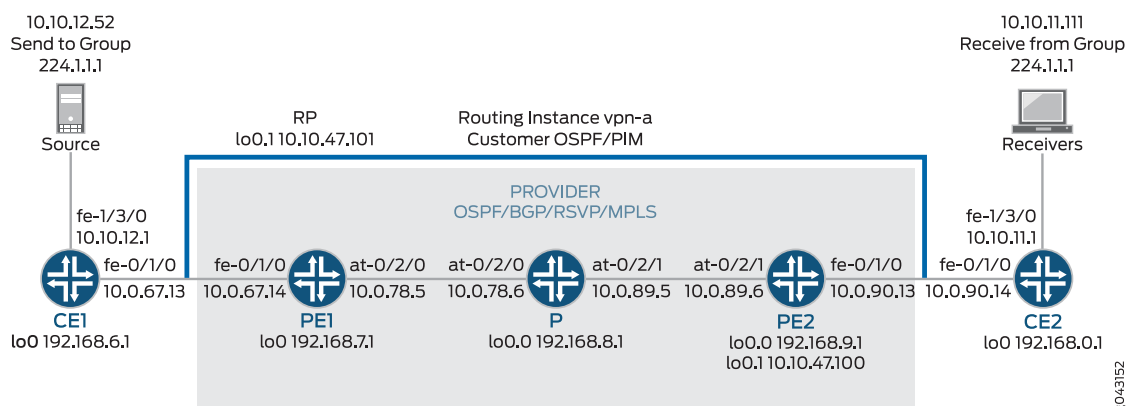 10.10.12.52
Send to Group
224.1.1.1
Source
10.10.11.111
Receive from Group
224.1.1.1
Receivers
RP
lo0.1 10.10.47.101
Routing Instance vpn-a
Customer OSPF/PIM
PROVIDER
OSPF/BGP/RSVP/MPLS
fe-1/3/0
10.10.12.1
fe-1/3/0
10.10.11.1
fe-0/1/0
10.0.67.13
fe-0/1/0
10.0.67.14
at-0/2/0
10.0.78.5
at-0/2/0
10.0.78.6
at-0/2/1
10.0.89.5
at-0/2/1
10.0.89.6
fe-0/1/0
10.0.90.13
fe-0/1/0
10.0.90.14
CE1
lo0 192.168.6.1
PE1
lo0 192.168.7.1
P
lo0.0 192.168.8.1
PE2
lo0.0 192.168.9.1
lo0.1 10.10.47.100
CE2
lo0 192.168.0.1
043152